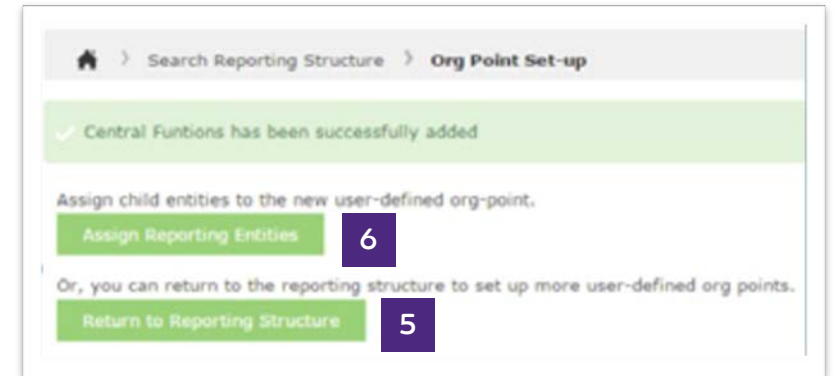 Search Reporting Structure > Org Point Set-up
Central Funtions has been successfully added
Assign child entities to the new user-defined org-point.
Assign Reporting Entities 6
Or, you can return to the reporting structure to set up more user-defined org points.
Return to Reporting Structure 5